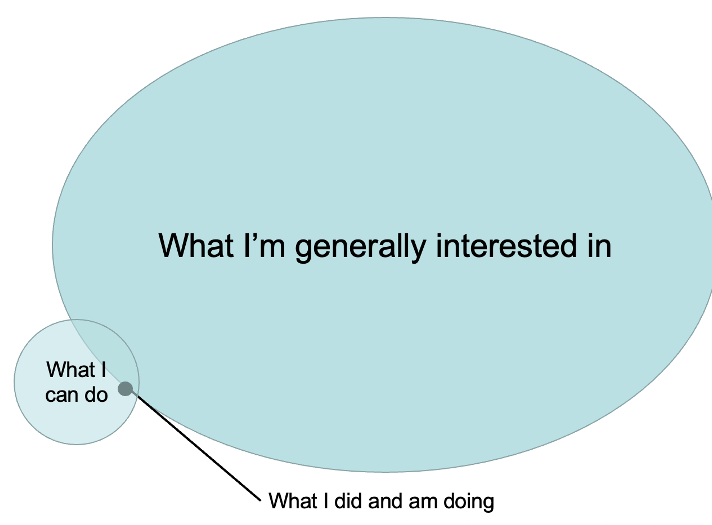 What I’m generally interested in
What I
can do
What I did and am doing